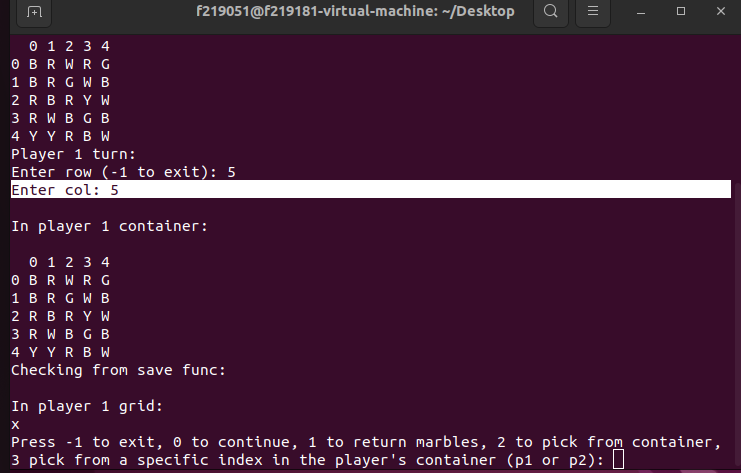 f219051@f219181-virtual-machine: ~/Desktop
  0 1 2 3 4
0 B R W R G
1 B R G W B
2 R B R Y W
3 R W B G B
4 Y Y R B W
Player 1 turn:
Enter row (-1 to exit): 5
Enter col: 5
In player 1 container:
  0 1 2 3 4
0 B R W R G
1 B R G W B
2 R B R Y W
3 R W B G B
4 Y Y R B W
Checking from save func:
In player 1 grid:
x
Press -1 to exit, 0 to continue, 1 to return marbles, 2 to pick from container,
3 pick from a specific index in the player's container (p1 or p2):